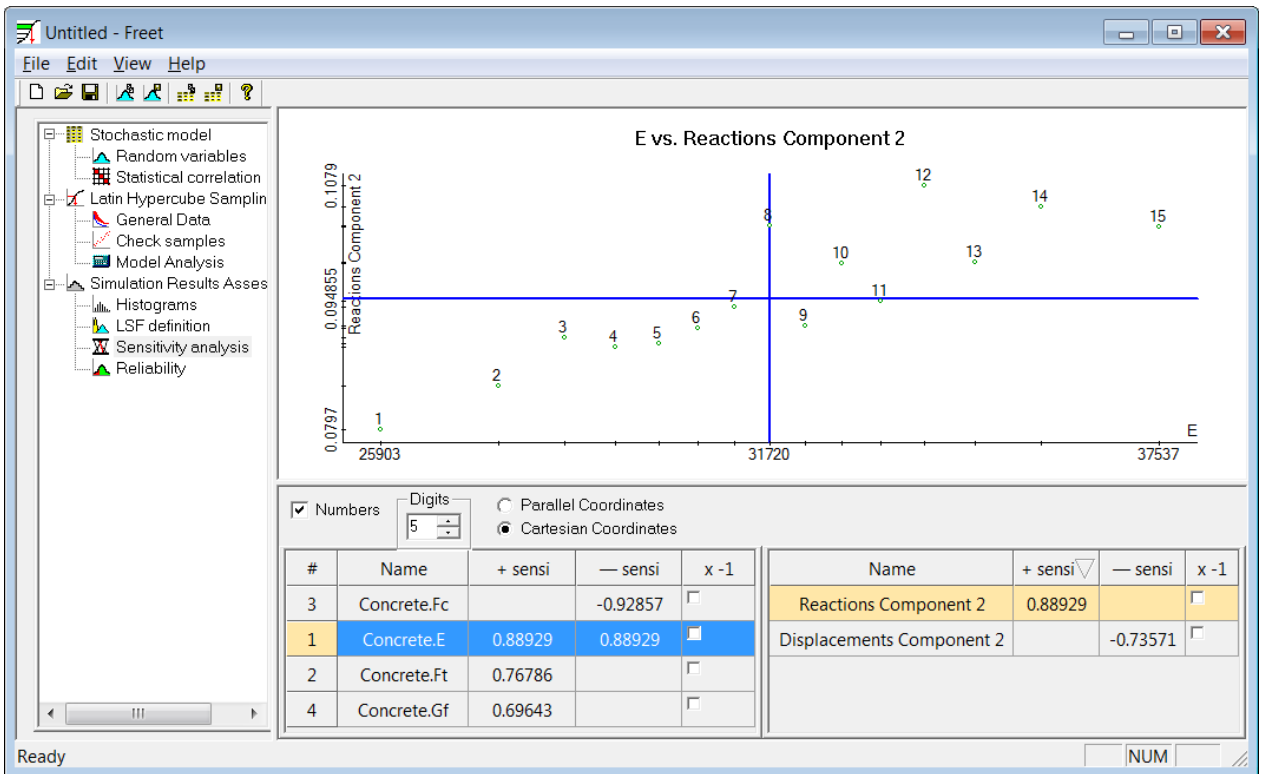 Untitled - Freet
File Edit View Help
Stochastic model
Random variables
Statistical correlation
Latin Hypercube Samplin
General Data
Check samples
Model Analysis
Simulation Results Asses
Histograms
LSF definition
Sensitivity analysis
Reliability
E vs. Reactions Component 2
0.1079
0.094855
0.0797
Reactions Component 2
1
2
3
4
5
6
7
8
9
10
11
12
13
14
15
E
25903 31720 37537
Numbers
Digits
5
Parallel Coordinates
Cartesian Coordinates
# Name + sensi — sensi x -1
3 Concrete.Fc -0.92857
1 Concrete.E 0.88929 0.88929
2 Concrete.Ft 0.76786
4 Concrete.Gf 0.69643
Name + sensi — sensi x -1
Reactions Component 2 0.88929
Displacements Component 2 -0.73571
Ready NUM